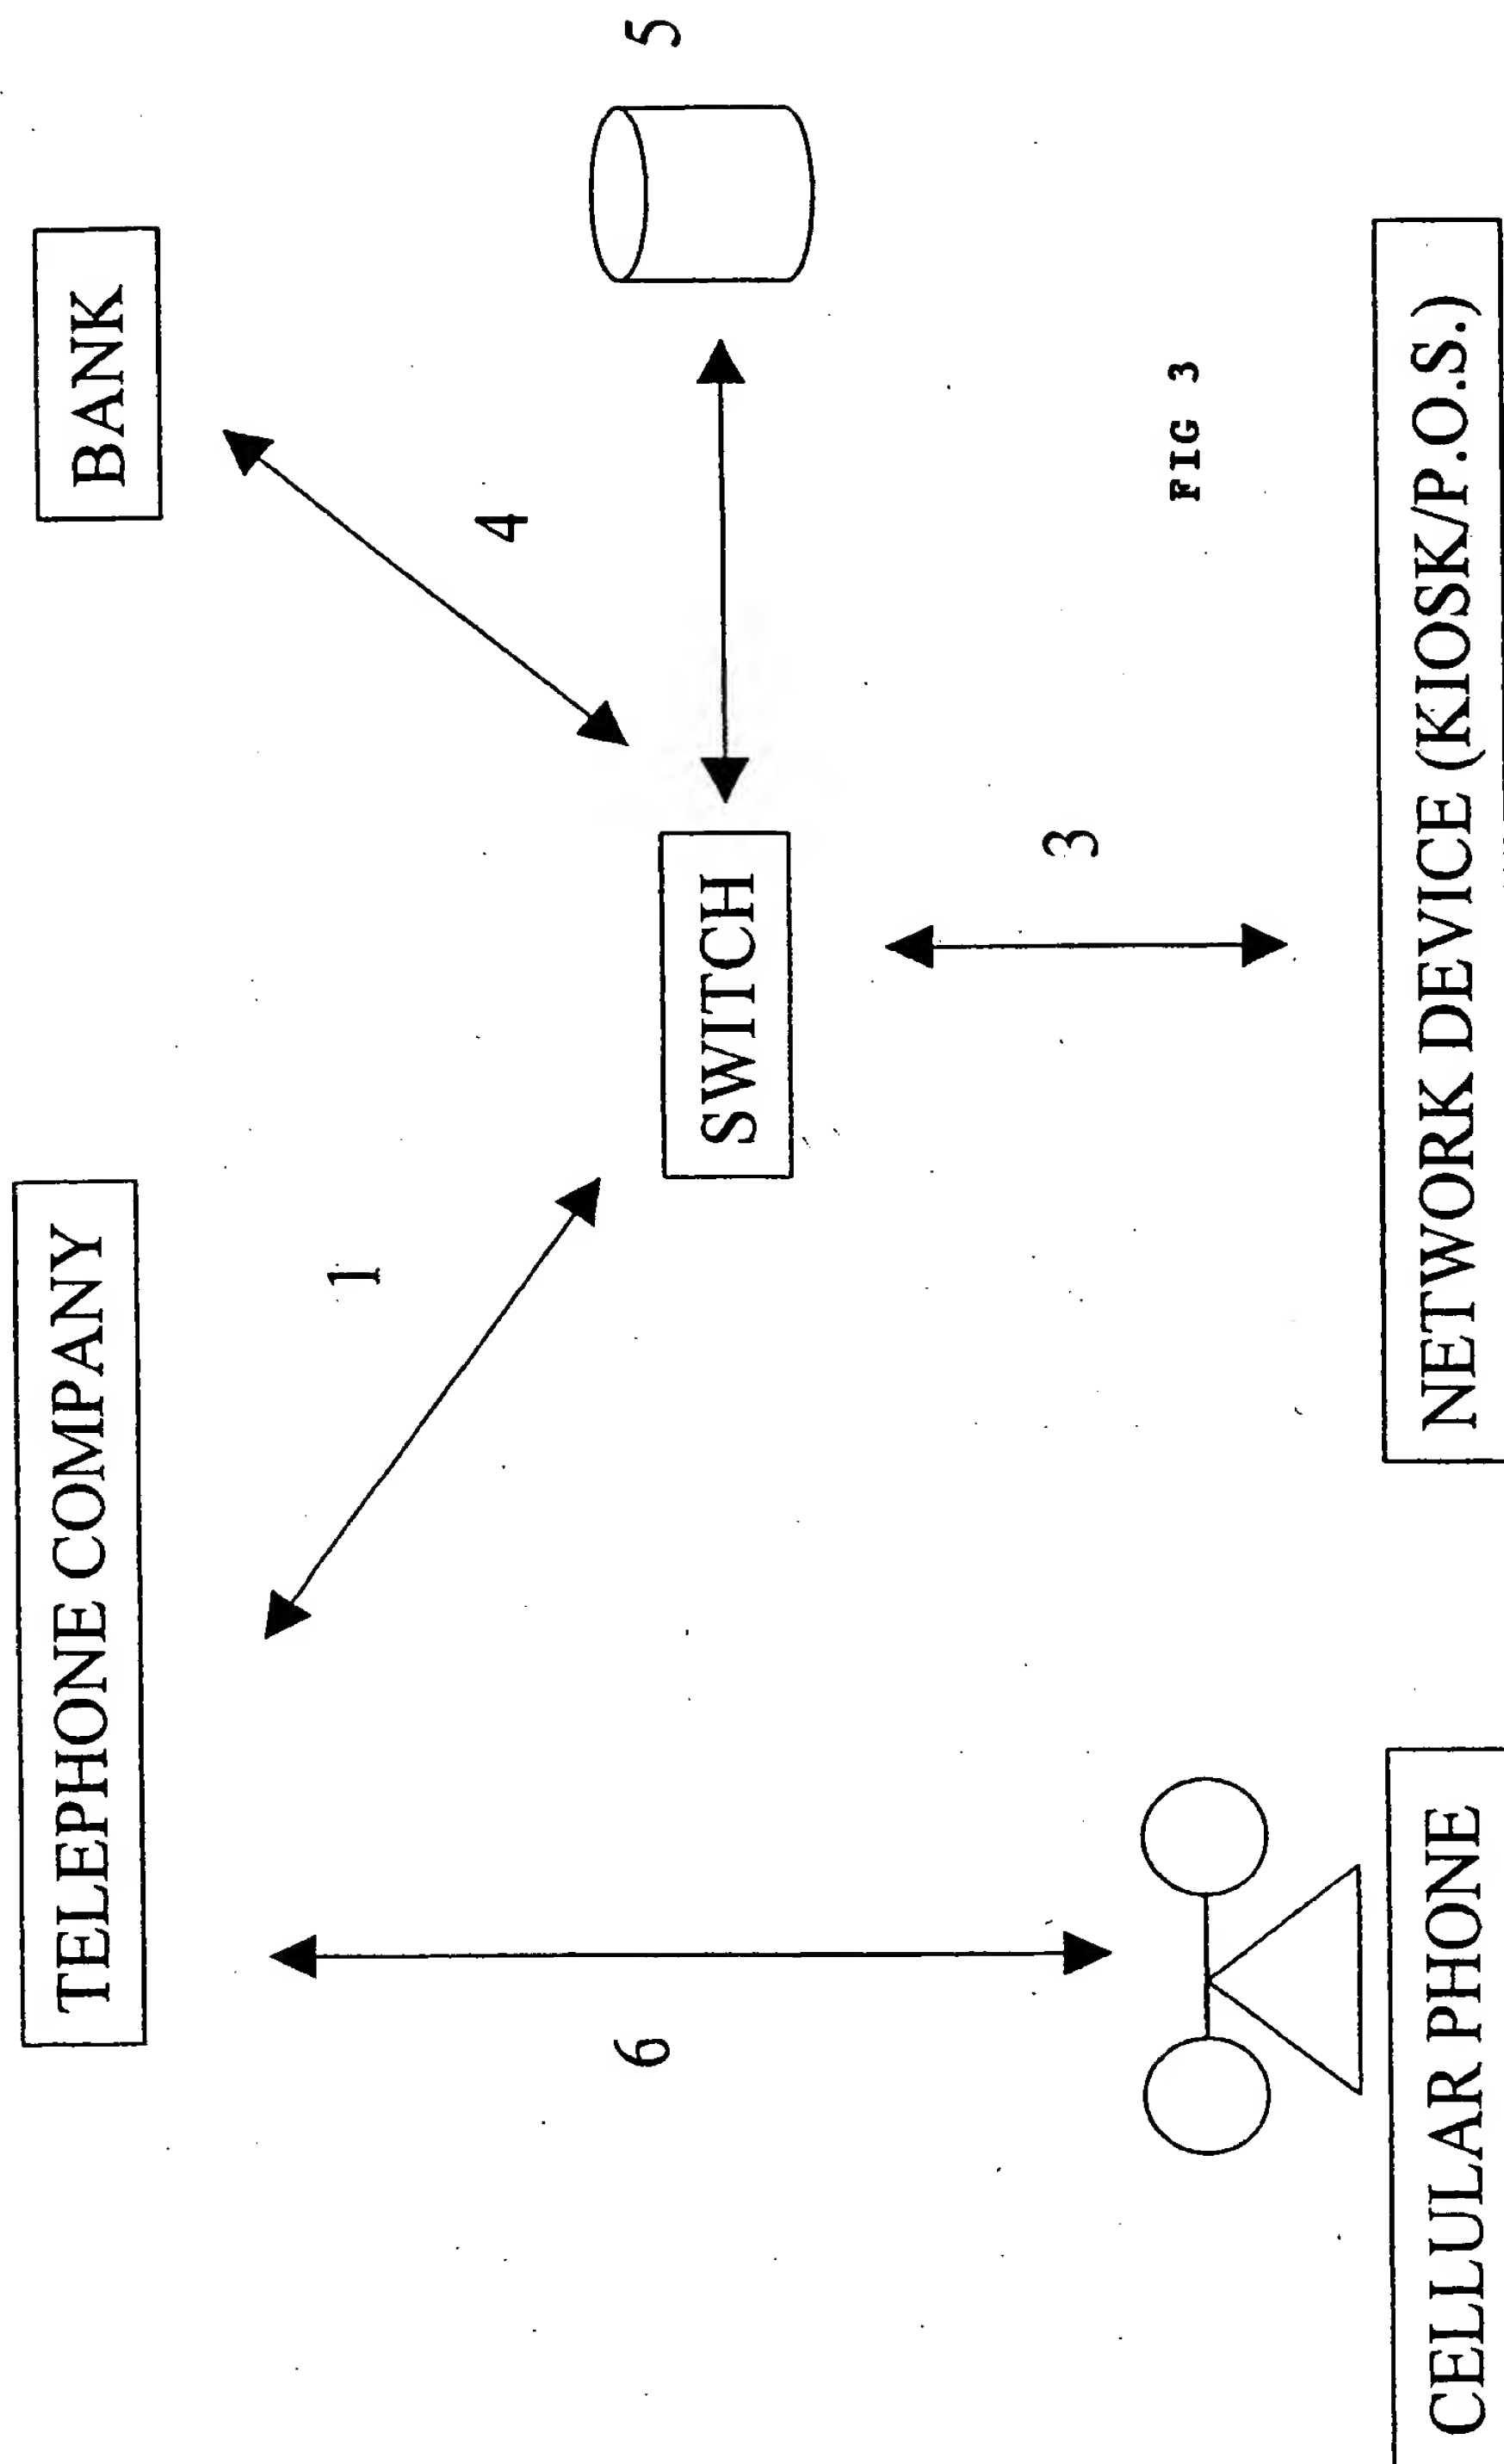 TELEPHONE COMPANY
BANK
1
4
5
6
SWITCH
3
FIG 3
CELLULAR PHONE
NETWORK DEVICE (KIOSK/P.O.S.)